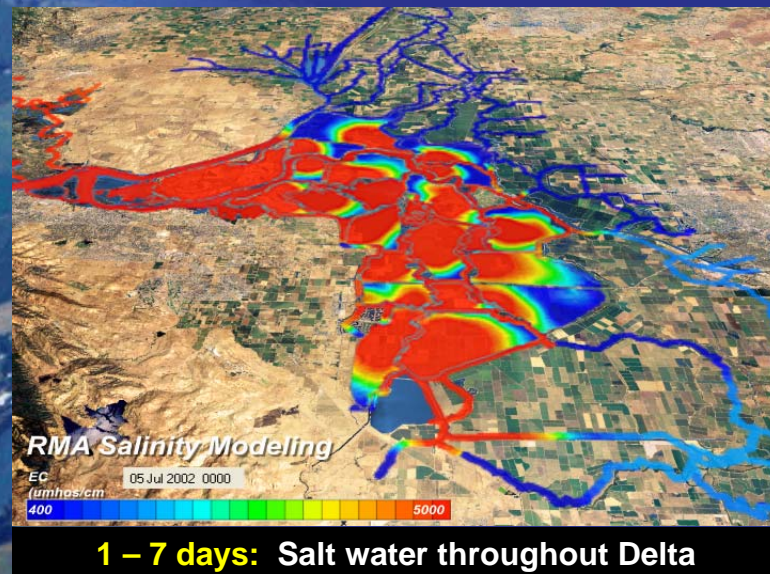 RMA Salinity Modeling
EC
(umhos/cm
05 Jul 2002 0000
400 5000
1 – 7 days: Salt water throughout Delta